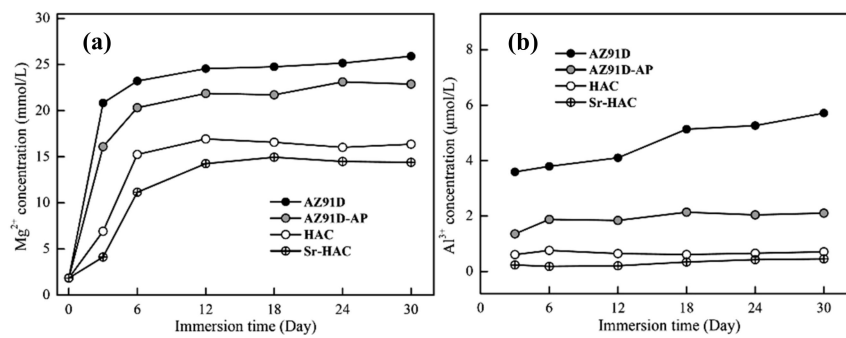 (a)
30
25
20
15
10
5
0
Mg²⁺ concentration (mmol/L)
AZ91D
AZ91D-AP
HAC
Sr-HAC
0 6 12 18 24 30
Immersion time (Day)
(b)
8
6
4
2
0
Al³⁺ concentration (μmol/L)
AZ91D
AZ91D-AP
HAC
Sr-HAC
0 6 12 18 24 30
Immersion time (Day)